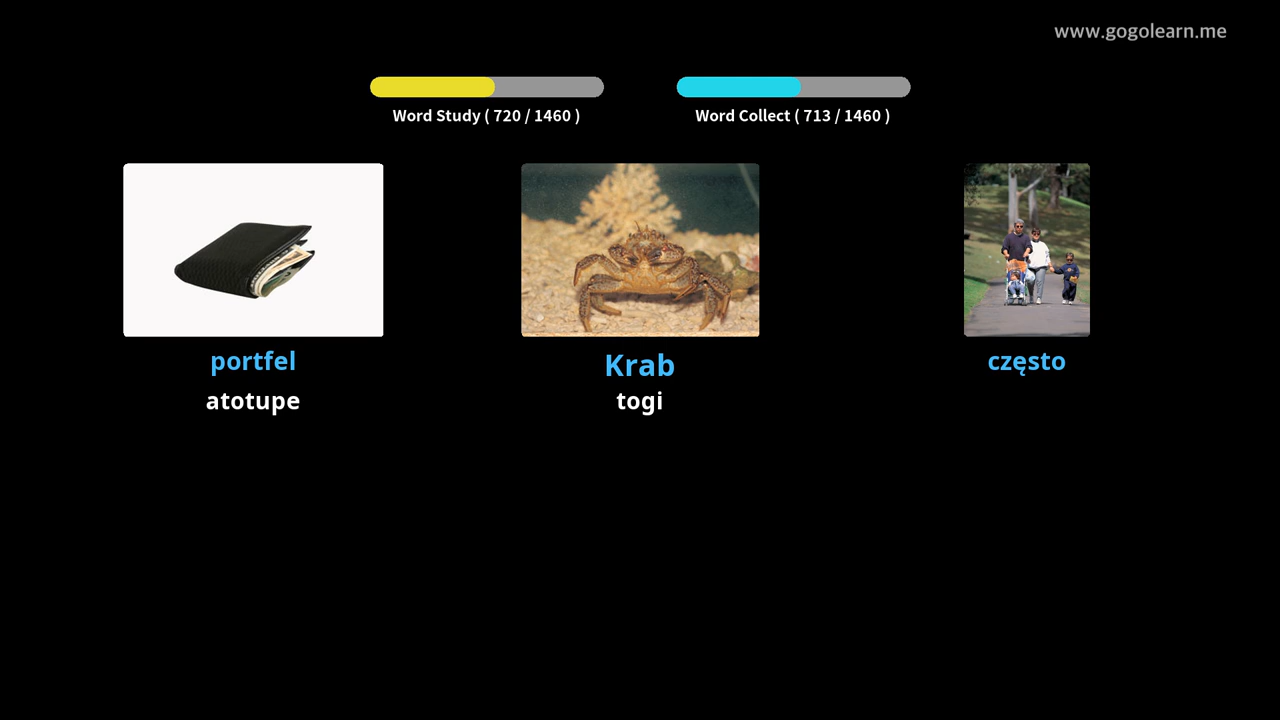 www.gogolearn.me
Word Study ( 720 / 1460 )
Word Collect ( 713 / 1460 )
portfel
atotupe
Krab
togi
często